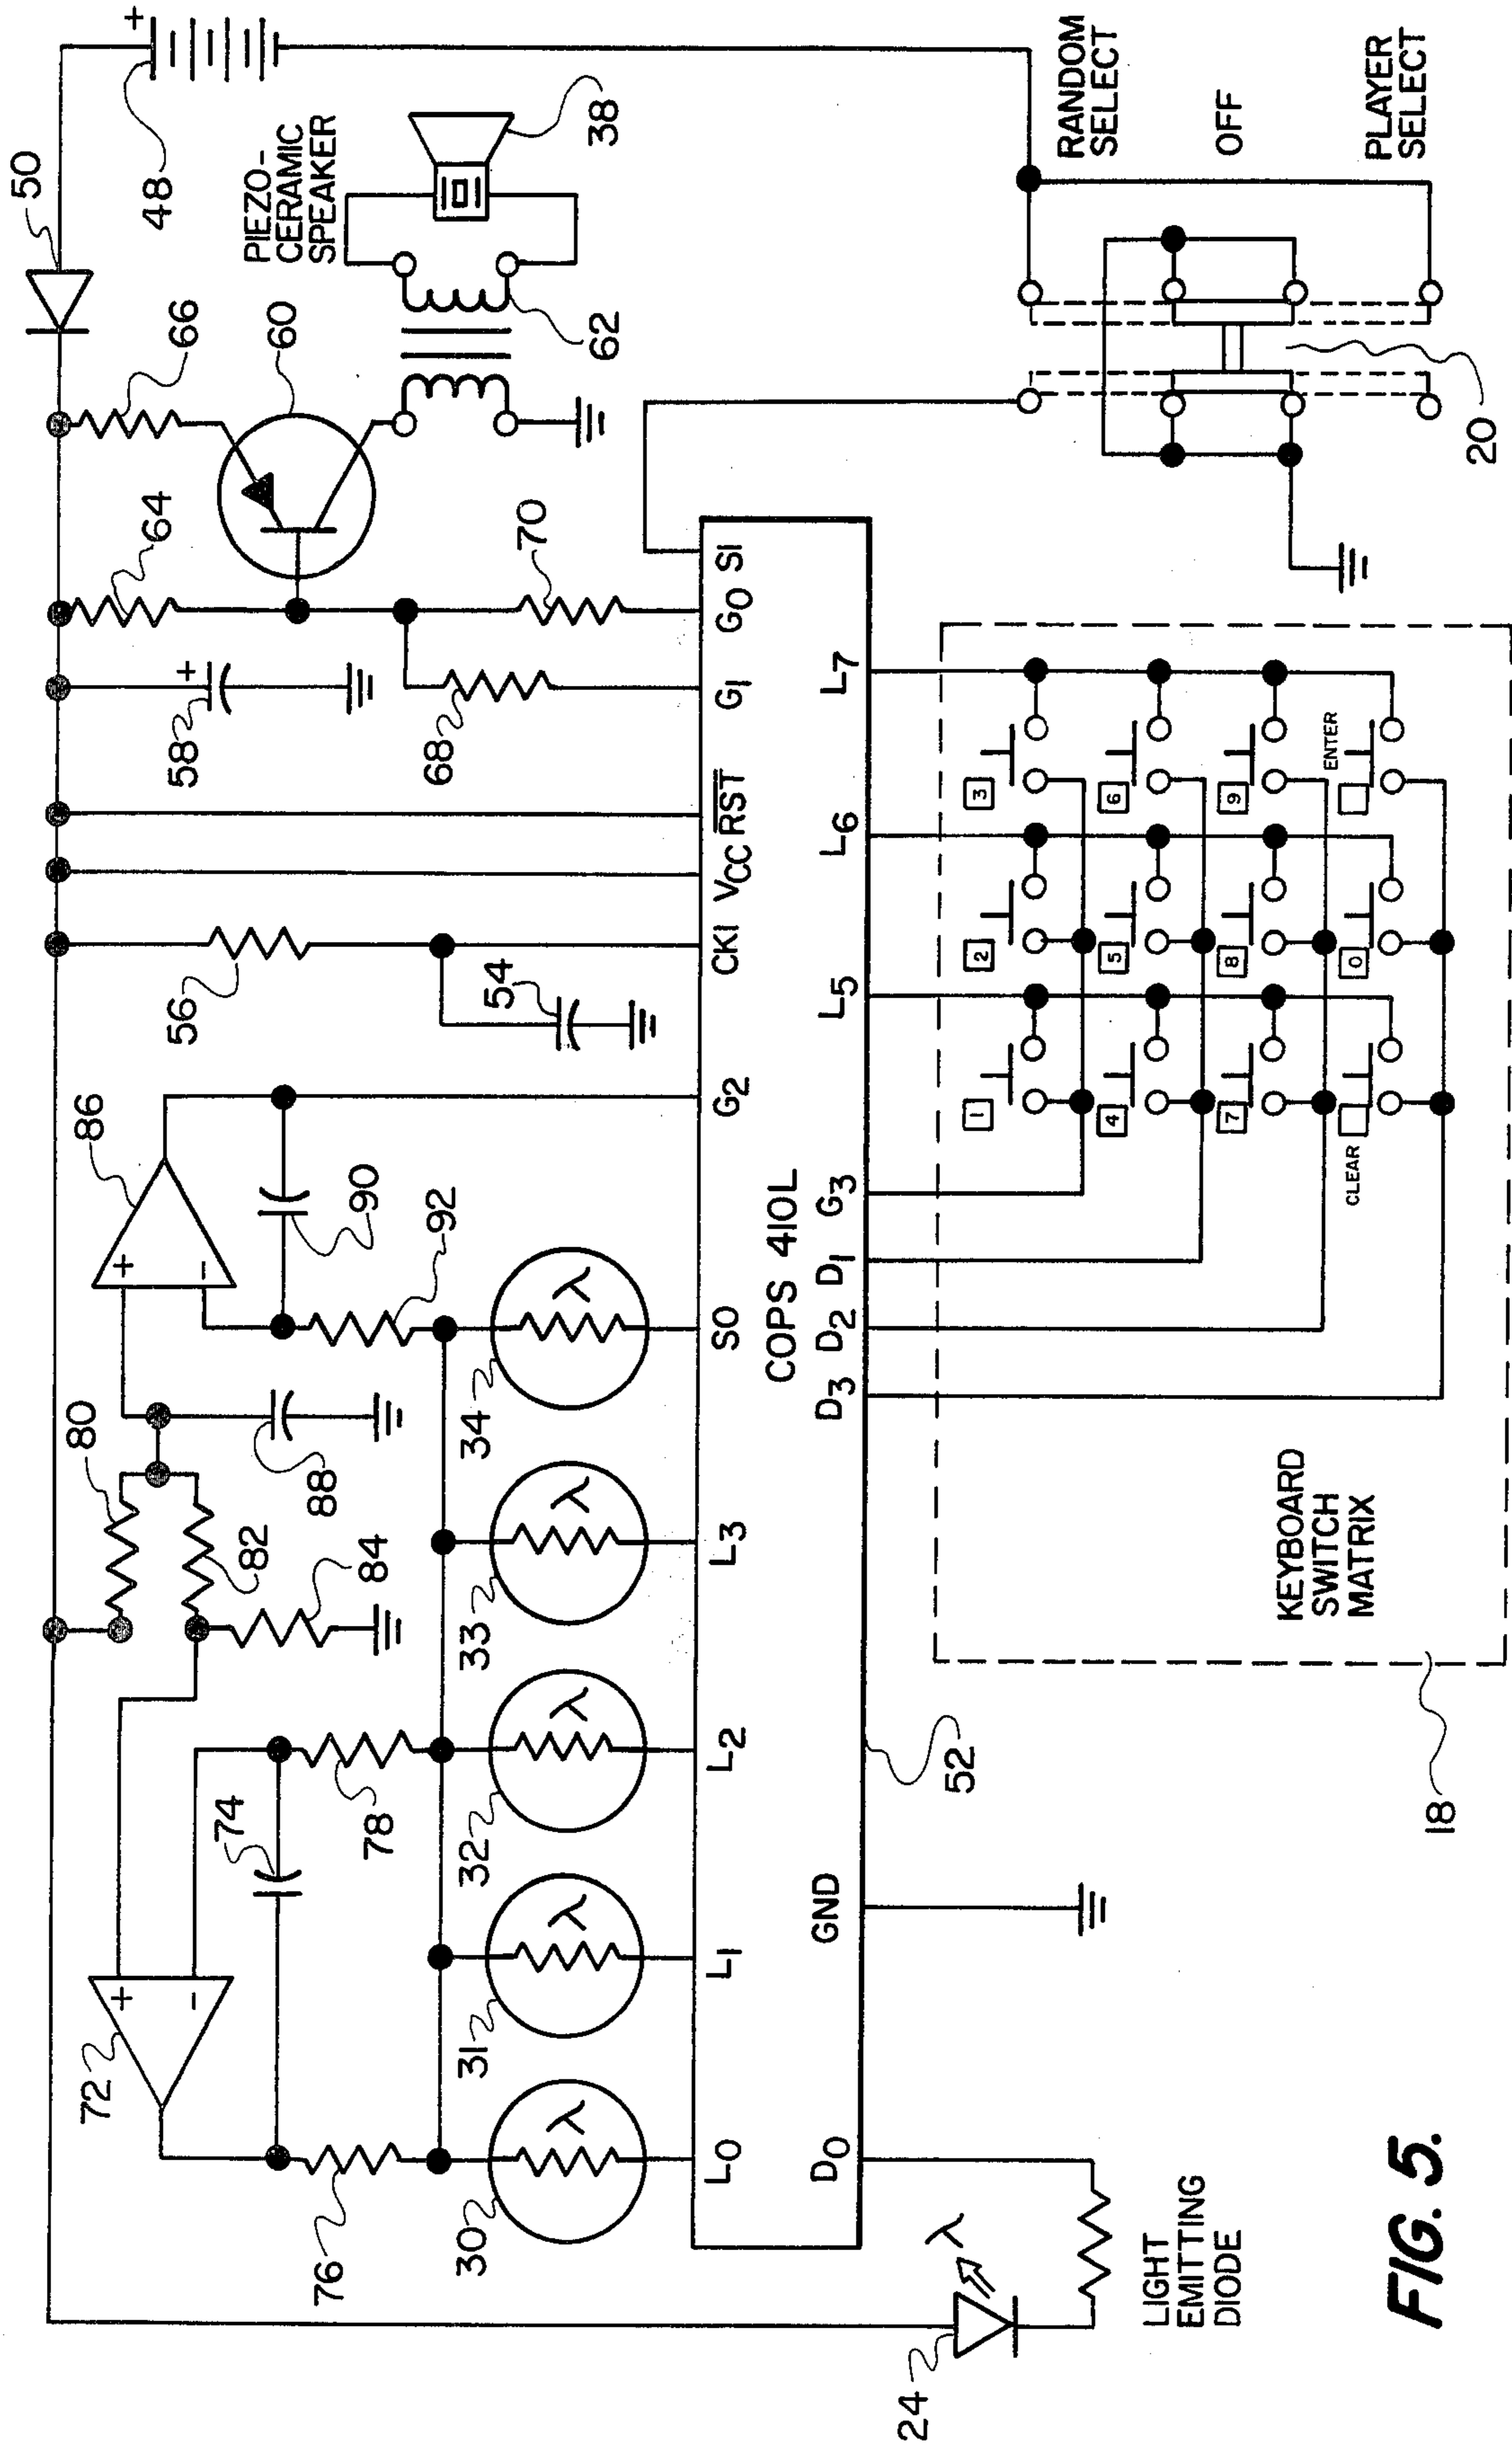 50
+
48
66
60
64
PIEZO-
CERAMIC
SPEAKER
38
62
58
+
70
68
56
54
86
+
-
90
92
80
82
84
88
72
+
-
74
76
78
30
31
32
33
34
λ
λ
λ
λ
λ
L0
L1
L2
L3
SO
G2
CKI
VCC
RST
G1
G0
SI
COPS 410L
52
D0
GND
D3
D2
D1
G3
L5
L6
L7
24
λ
LIGHT
EMITTING
DIODE
1
2
3
4
5
6
7
8
9
CLEAR
0
ENTER
KEYBOARD
SWITCH
MATRIX
18
RANDOM
SELECT
OFF
PLAYER
SELECT
20
FIG. 5.